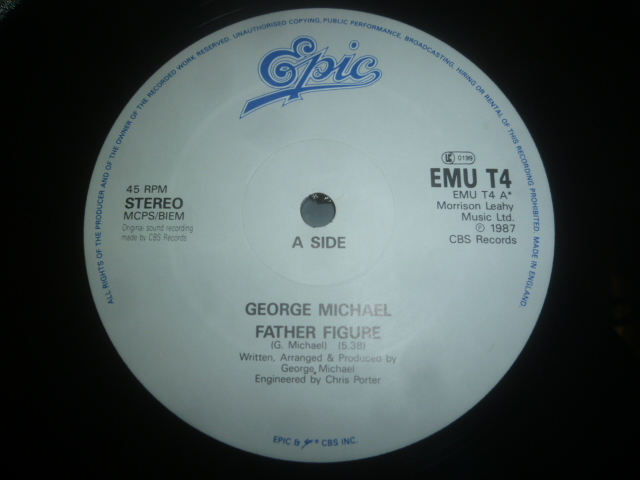 ALL RIGHTS OF THE PRODUCER AND OF THE OWNER OF THE RECORDED WORK RESERVED. UNAUTHORISED COPYING, PUBLIC PERFORMANCE, BROADCASTING, HIRING OR RENTAL OF THIS RECORDING PROHIBITED. MADE IN ENGLAND.
Epic
LC 0199
EMU T4
EMU T4 A*
Morrison Leahy
Music Ltd.
℗ 1987
CBS Records
45 RPM
STEREO
MCPS/BIEM
Original sound recording
made by CBS Records
A SIDE
GEORGE MICHAEL
FATHER FIGURE
(G. Michael) (5.38)
Written, Arranged & Produced by
George Michael
Engineered by Chris Porter
EPIC & CBS INC.